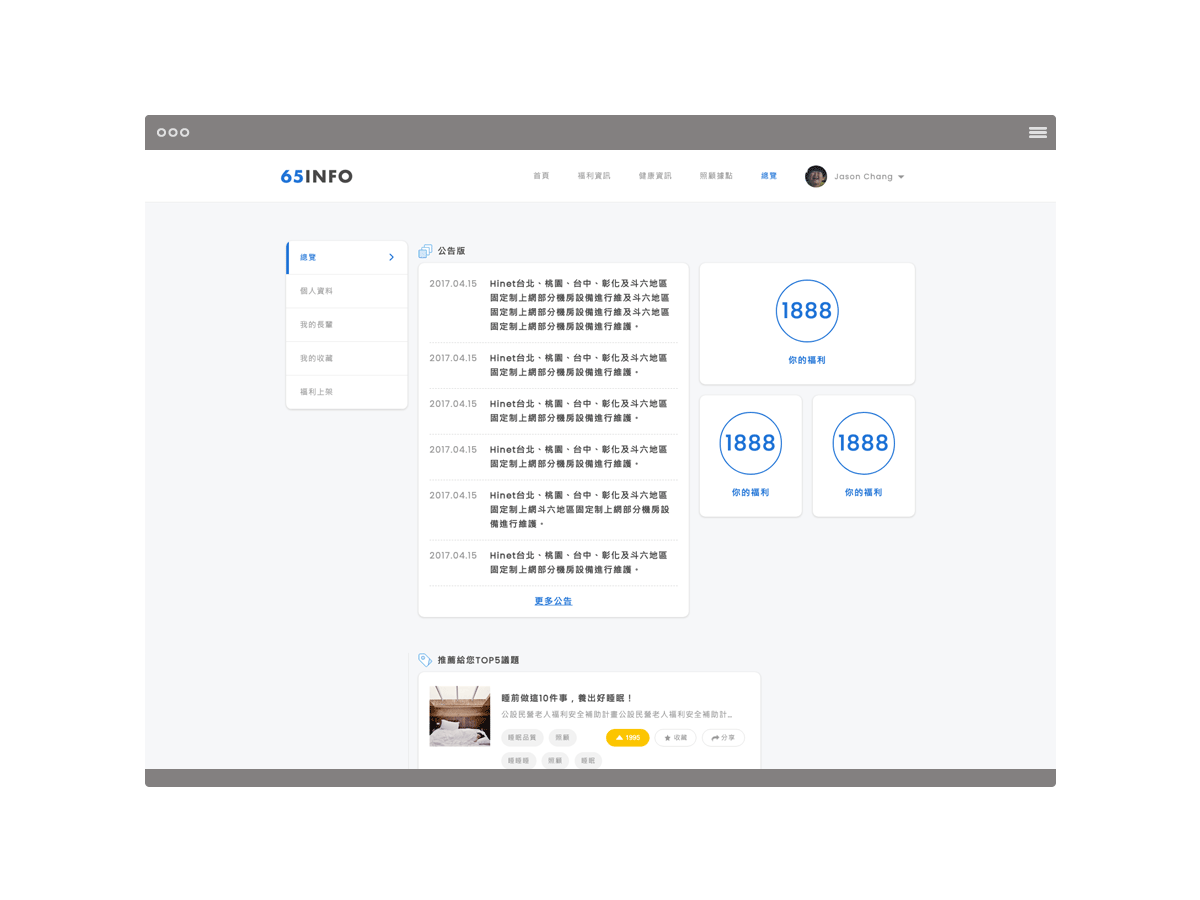 65INFO
首頁 福利資訊 健康資訊 照顧據點 總覽 Jason Chang
總覽
個人資料
我的長輩
我的收藏
福利上架
公告版
2017.04.15 Hinet台北、桃園、台中、彰化及斗六地區
固定制上網部分機房設備進行維及斗六地區
固定制上網部分機房設備進行維及斗六地區
固定制上網部分機房設備進行維護。
2017.04.15 Hinet台北、桃園、台中、彰化及斗六地區
固定制上網部分機房設備進行維護。
2017.04.15 Hinet台北、桃園、台中、彰化及斗六地區
固定制上網部分機房設備進行維護。
2017.04.15 Hinet台北、桃園、台中、彰化及斗六地區
固定制上網部分機房設備進行維護。
2017.04.15 Hinet台北、桃園、台中、彰化及斗六地區
固定制上網斗六地區固定制上網部分機房設
備進行維護。
2017.04.15 Hinet台北、桃園、台中、彰化及斗六地區
固定制上網部分機房設備進行維護。
更多公告
1888
你的福利
1888
你的福利
1888
你的福利
推薦給您TOP5議題
睡前做這10件事，養出好睡眠！
公設民營老人福利安全補助計畫公設民營老人福利安全補助計...
睡眠品質 照顧 1995 收藏 分享
睡睡睡 照顧 睡眠